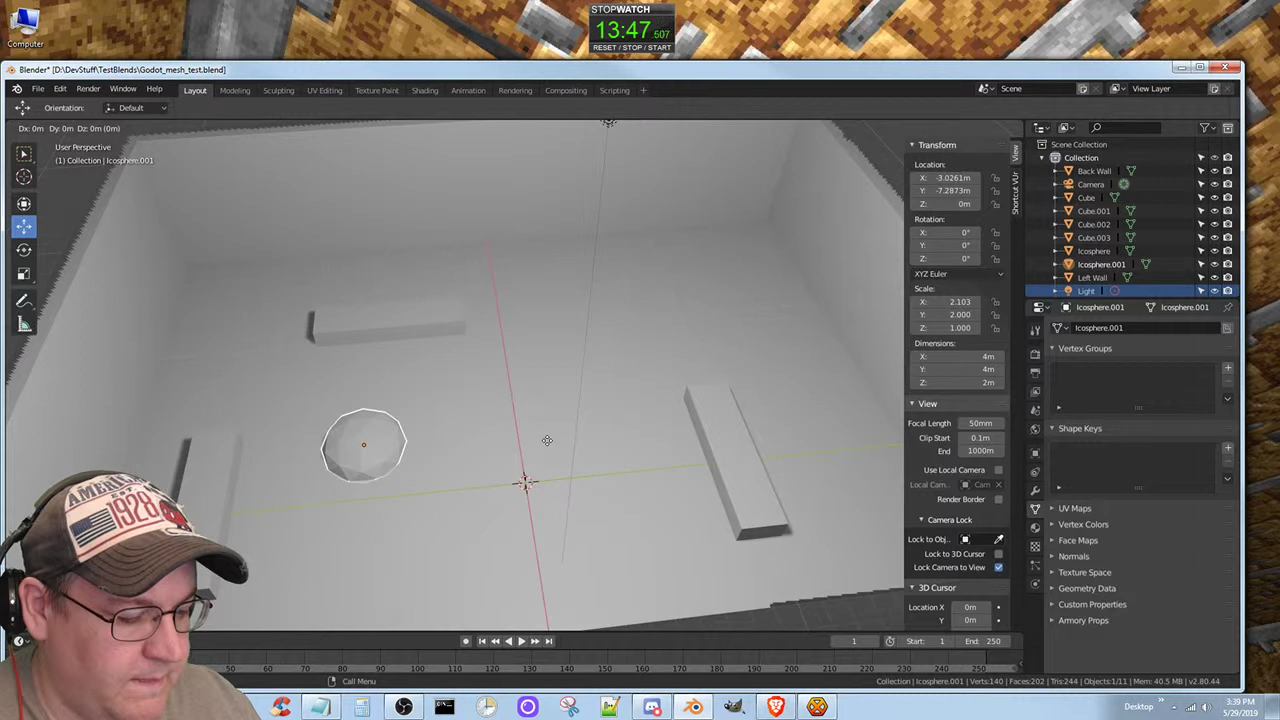 STOPWATCH
13:47.607
RESET / STOP / START
Computer
Blender* [D:\DevStuff\TestBlends\Godot_mesh_test.blend]
File Edit Render Window Help
Layout Modeling Sculpting UV Editing Texture Paint Shading Animation Rendering Compositing Scripting +
Scene
View Layer
Orientation: Default
Dx: 0m Dy: 0m Dz: 0m (0m)
User Perspective
(1) Collection | Icosphere.001
Transform
Location:
X: -3.0261m
Y: -7.2873m
Z: 0m
Rotation:
X: 0°
Y: 0°
Z: 0°
XYZ Euler
Scale:
X: 2.103
Y: 2.000
Z: 1.000
Dimensions:
X: 4m
Y: 4m
Z: 2m
View
Focal Length 50mm
Clip Start 0.1m
End 1000m
Use Local Camera
Local Cam.. Cam
Render Border
Camera Lock
Lock to Obj..
Lock to 3D Cursor
Lock Camera to View
3D Cursor
Location X 0m
Y 0m
View
Shortcut VUr
Scene Collection
Collection
Back Wall
Camera
Cube
Cube.001
Cube.002
Cube.003
Icosphere
Icosphere.001
Left Wall
Light
Icosphere.001 Icosphere.001
Icosphere.001
Vertex Groups
Shape Keys
UV Maps
Vertex Colors
Face Maps
Normals
Texture Space
Geometry Data
Custom Properties
Armory Props
1 Start: 1 End: 250
50 60 70 80 90 100 110 120 130 140 150 160 170 180 190 200 210 220 230 240 250
Call Menu
Collection | Icosphere.001 | Verts:140 | Faces:202 | Tris:244 | Objects:1/11 | Mem: 40.5 MB | v2.80.44
Desktop
3:39 PM
5/29/2019
AMERICA
EST 1928